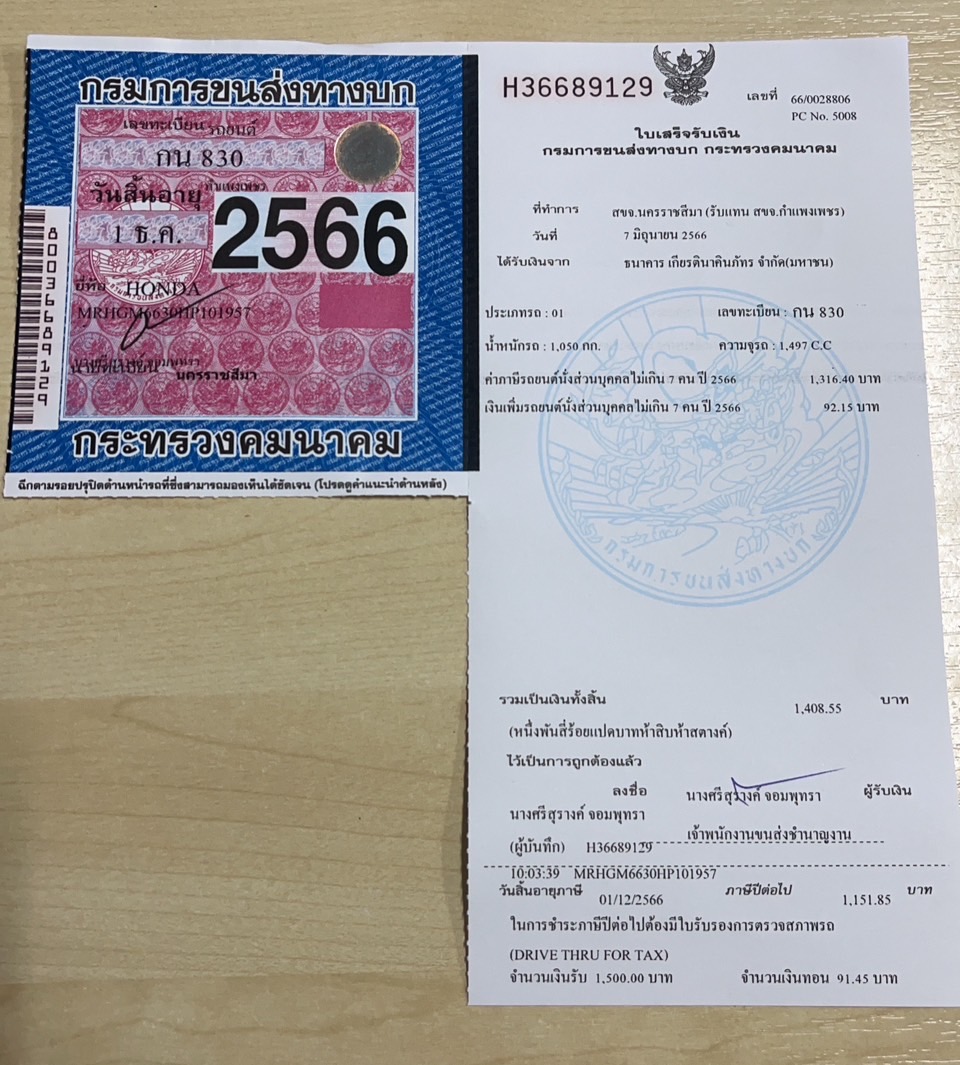 กรมการขนส่งทางบก
เลขทะเบียน รถยนต์
กน 830
กำแพงเพชร
วันสิ้นอายุ
2566
1 ธ.ค.
ยี่ห้อ HONDA
MRHGM6630HP101957
นายทะเบียน
นครราชสีมา
80036689129
กระทรวงคมนาคม
ฉีกตามรอยปรุปิดด้านหน้ารถที่ซึ่งสามารถมองเห็นได้ชัดเจน (โปรดดูคำแนะนำด้านหลัง)
H36689129
เลขที่ 66/0028806
PC No. 5008
ใบเสร็จรับเงิน
กรมการขนส่งทางบก กระทรวงคมนาคม
ที่ทำการ สขจ.นครราชสีมา (รับแทน สขจ.กำแพงเพชร)
วันที่ 7 มิถุนายน 2566
ได้รับเงินจาก ธนาคาร เกียรตินาคินภัทร จำกัด(มหาชน)
ประเภทรถ : 01 เลขทะเบียน : กน 830
น้ำหนักรถ : 1,050 กก. ความจุรถ : 1,497 C.C
ค่าภาษีรถยนต์นั่งส่วนบุคคลไม่เกิน 7 คน ปี 2566 1,316.40 บาท
เงินเพิ่มรถยนต์นั่งส่วนบุคคลไม่เกิน 7 คน ปี 2566 92.15 บาท
กรมการขนส่งทางบก
รวมเป็นเงินทั้งสิ้น 1,408.55 บาท
(หนึ่งพันสี่ร้อยแปดบาทห้าสิบห้าสตางค์)
ไว้เป็นการถูกต้องแล้ว
ลงชื่อ นางศรีสุรางค์ จอมพุทรา ผู้รับเงิน
นางศรีสุรางค์ จอมพุทรา
เจ้าพนักงานขนส่งชำนาญงาน
(ผู้บันทึก) H36689129
10:03:39 MRHGM6630HP101957
วันสิ้นอายุภาษี 01/12/2566 ภาษีปีต่อไป 1,151.85 บาท
ในการชำระภาษีปีต่อไปต้องมีใบรับรองการตรวจสภาพรถ
(DRIVE THRU FOR TAX)
จำนวนเงินรับ 1,500.00 บาท จำนวนเงินทอน 91.45 บาท